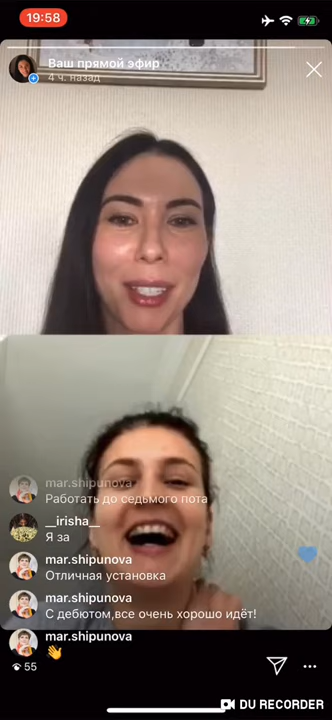 19:58
Ваш прямой эфир
4 ч. назад
mar.shipunova
Работать до седьмого пота
__irisha__
Я за
mar.shipunova
Отличная установка
mar.shipunova
С дебютом,все очень хорошо идёт!
mar.shipunova
55
DU RECORDER